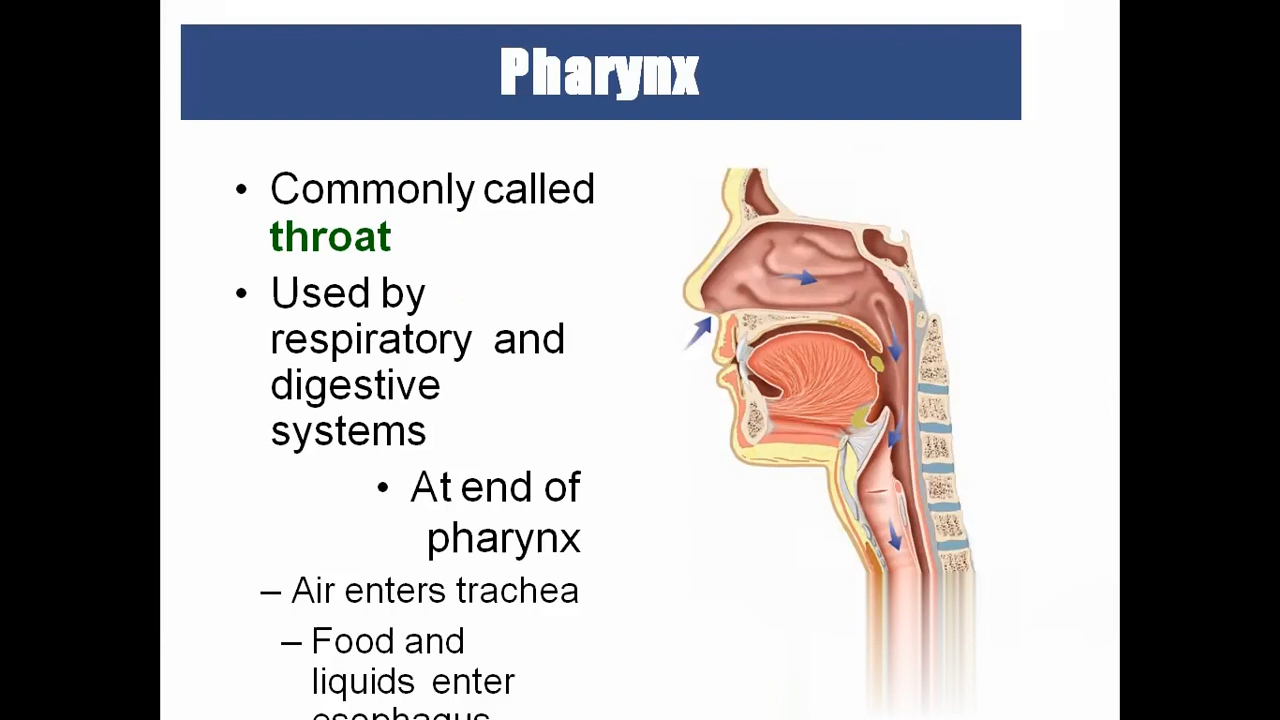 Pharynx
• Commonly called
throat
• Used by
respiratory and
digestive
systems
• At end of
pharynx
– Air enters trachea
– Food and
liquids enter
esophagus